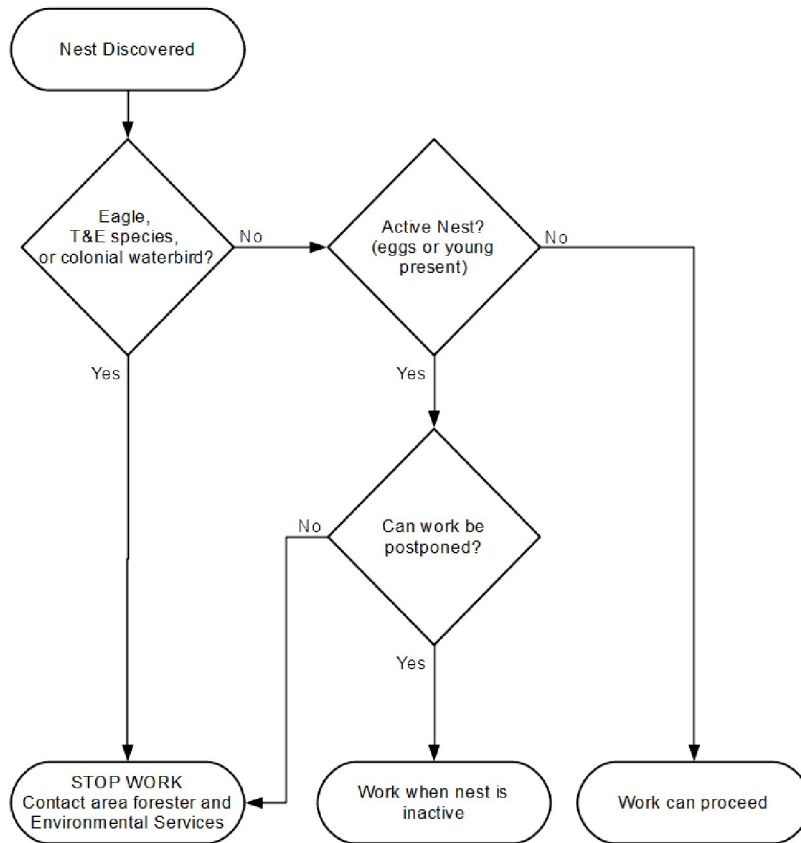 Nest Discovered
Eagle,
T&E species,
or colonial waterbird?
No
Active Nest?
(eggs or young
present)
No
Yes
Yes
No
Can work be
postponed?
Yes
STOP WORK
Contact area forester and
Environmental Services
Work when nest is
inactive
Work can proceed